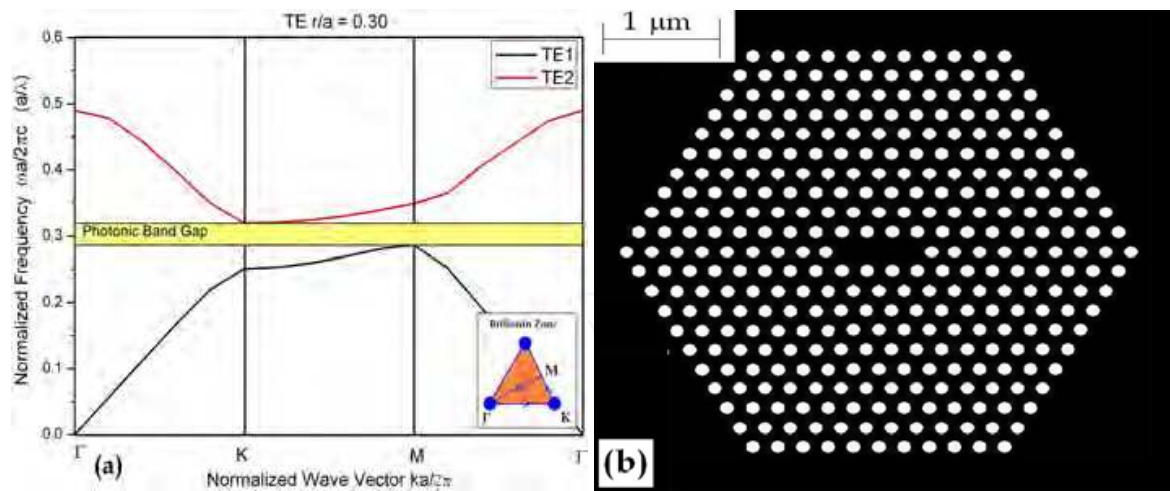 TE r/a = 0.30
0.6
0.5
0.4
0.3
0.2
0.1
0.0
Normalized Frequency ωa/2πc (a/λ)
TE1
TE2
Photonic Band Gap
Brillouin Zone
Γ
M
K
Γ
K
M
Γ
(a)
Normalized Wave Vector ka/2π
1 μm
(b)